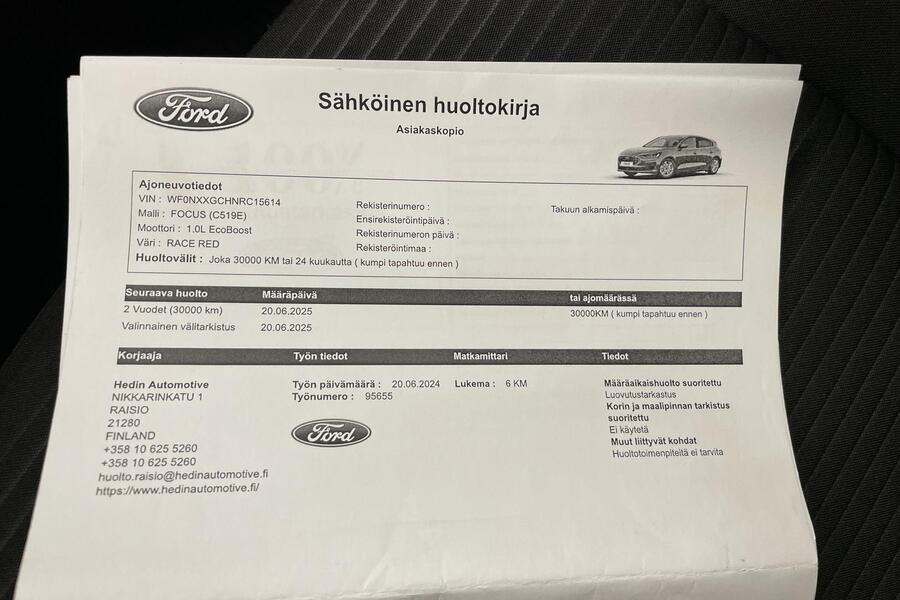 Ford
Sähköinen huoltokirja
Asiakaskopio
Ajoneuvotiedot
VIN : WF0NXXGCHNRC15614
Malli : FOCUS (C519E)
Moottori : 1.0L EcoBoost
Väri : RACE RED
Rekisterinumero :
Ensirekisteröintipäivä :
Rekisterinumeron päivä :
Rekisteröintimaa :
Takuun alkamispäivä :
Huoltovälit : Joka 30000 KM tai 24 kuukautta ( kumpi tapahtuu ennen )
Seuraava huolto Määräpäivä tai ajomäärässä
2 Vuodet (30000 km) 20.06.2025 30000KM ( kumpi tapahtuu ennen )
Valinnainen välitarkistus 20.06.2025
Korjaaja Työn tiedot Matkamittari Tiedot
Hedin Automotive
NIKKARINKATU 1
RAISIO
21280
FINLAND
+358 10 625 5260
+358 10 625 5260
huolto.raisio@hedinautomotive.fi
https://www.hedinautomotive.fi/
Työn päivämäärä : 20.06.2024 Lukema : 6 KM
Työnumero : 95655
Ford
Määräaikaishuolto suoritettu
Luovutustarkastus
Korin ja maalipinnan tarkistus
suoritettu
Ei käytetä
Muut liittyvät kohdat
Huoltotoimenpiteitä ei tarvita